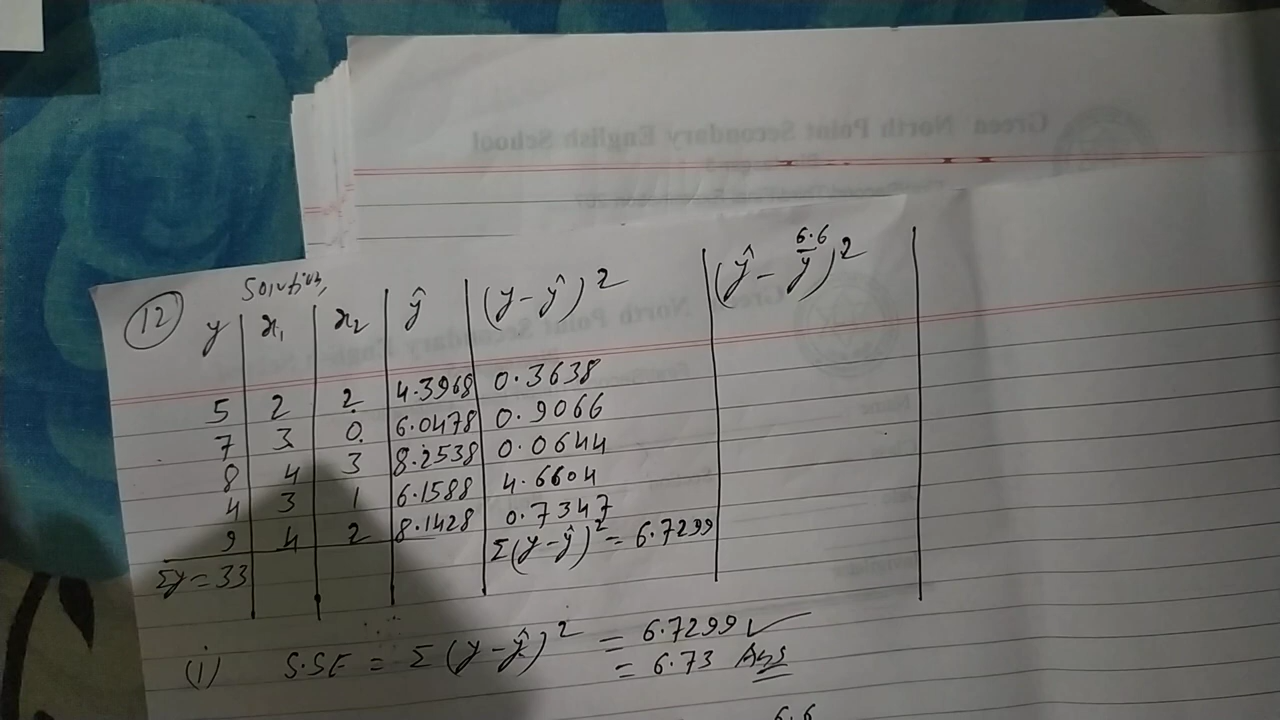 Green North Point Secondary English School
Solution,
(12) y | x₁ | x₂ | ŷ | (y-ŷ)² | (ŷ-ȳ)² 6.6
5 | 2 | 2 | 4.3968 | 0.3638
7 | 3 | 0 | 6.0478 | 0.9066
8 | 4 | 3 | 8.2538 | 0.0644
4 | 3 | 1 | 6.1588 | 4.6604
9 | 4 | 2 | 8.1428 | 0.7347
Σy = 33 | Σ(y-ŷ)² = 6.7299
(i) S.SE = Σ (y-ŷ)² = 6.7299 ✓
= 6.73 Ans
6.6